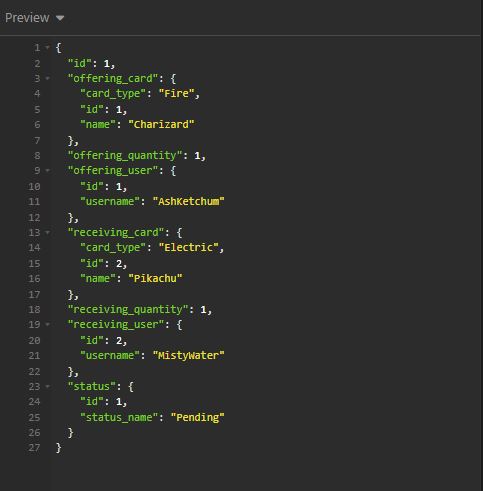 Preview
1 {
2 "id": 1,
3 "offering_card": {
4 "card_type": "Fire",
5 "id": 1,
6 "name": "Charizard"
7 },
8 "offering_quantity": 1,
9 "offering_user": {
10 "id": 1,
11 "username": "AshKetchum"
12 },
13 "receiving_card": {
14 "card_type": "Electric",
15 "id": 2,
16 "name": "Pikachu"
17 },
18 "receiving_quantity": 1,
19 "receiving_user": {
20 "id": 2,
21 "username": "MistyWater"
22 },
23 "status": {
24 "id": 1,
25 "status_name": "Pending"
26 }
27 }